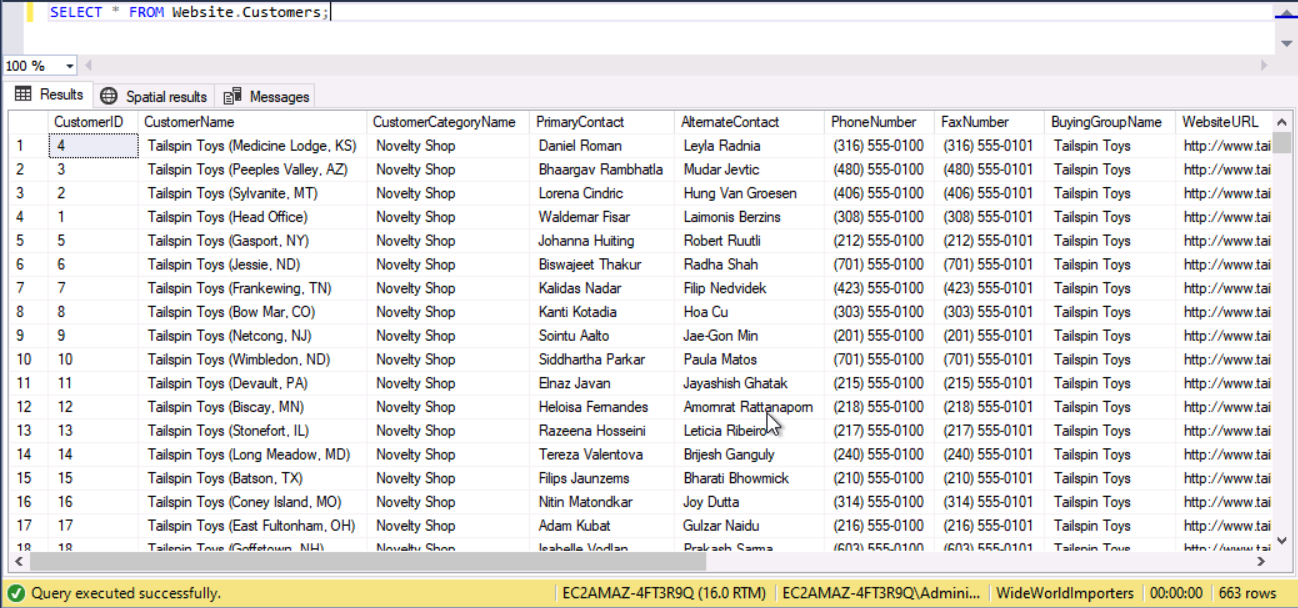 SELECT * FROM Website.Customers;
100 %
Results Spatial results Messages
CustomerID CustomerName CustomerCategoryName PrimaryContact AlternateContact PhoneNumber FaxNumber BuyingGroupName WebsiteURL
1 4 Tailspin Toys (Medicine Lodge, KS) Novelty Shop Daniel Roman Leyla Radnia (316) 555-0100 (316) 555-0101 Tailspin Toys http://www.tai
2 3 Tailspin Toys (Peeples Valley, AZ) Novelty Shop Bhaargav Rambhatla Mudar Jevtic (480) 555-0100 (480) 555-0101 Tailspin Toys http://www.tai
3 2 Tailspin Toys (Sylvanite, MT) Novelty Shop Lorena Cindric Hung Van Groesen (406) 555-0100 (406) 555-0101 Tailspin Toys http://www.tai
4 1 Tailspin Toys (Head Office) Novelty Shop Waldemar Fisar Laimonis Berzins (308) 555-0100 (308) 555-0101 Tailspin Toys http://www.tai
5 5 Tailspin Toys (Gasport, NY) Novelty Shop Johanna Huiting Robert Ruutli (212) 555-0100 (212) 555-0101 Tailspin Toys http://www.tai
6 6 Tailspin Toys (Jessie, ND) Novelty Shop Biswajeet Thakur Radha Shah (701) 555-0100 (701) 555-0101 Tailspin Toys http://www.tai
7 7 Tailspin Toys (Frankewing, TN) Novelty Shop Kalidas Nadar Filip Nedvidek (423) 555-0100 (423) 555-0101 Tailspin Toys http://www.tai
8 8 Tailspin Toys (Bow Mar, CO) Novelty Shop Kanti Kotadia Hoa Cu (303) 555-0100 (303) 555-0101 Tailspin Toys http://www.tai
9 9 Tailspin Toys (Netcong, NJ) Novelty Shop Sointu Aalto Jae-Gon Min (201) 555-0100 (201) 555-0101 Tailspin Toys http://www.tai
10 10 Tailspin Toys (Wimbledon, ND) Novelty Shop Siddhartha Parkar Paula Matos (701) 555-0100 (701) 555-0101 Tailspin Toys http://www.tai
11 11 Tailspin Toys (Devault, PA) Novelty Shop Elnaz Javan Jayashish Ghatak (215) 555-0100 (215) 555-0101 Tailspin Toys http://www.tai
12 12 Tailspin Toys (Biscay, MN) Novelty Shop Heloisa Fernandes Amornrat Rattanaporn (218) 555-0100 (218) 555-0101 Tailspin Toys http://www.tai
13 13 Tailspin Toys (Stonefort, IL) Novelty Shop Razeena Hosseini Leticia Ribeiro (217) 555-0100 (217) 555-0101 Tailspin Toys http://www.tai
14 14 Tailspin Toys (Long Meadow, MD) Novelty Shop Tereza Valentova Brijesh Ganguly (240) 555-0100 (240) 555-0101 Tailspin Toys http://www.tai
15 15 Tailspin Toys (Batson, TX) Novelty Shop Filips Jaunzems Bharati Bhowmick (210) 555-0100 (210) 555-0101 Tailspin Toys http://www.tai
16 16 Tailspin Toys (Coney Island, MO) Novelty Shop Nitin Matondkar Joy Dutta (314) 555-0100 (314) 555-0101 Tailspin Toys http://www.tai
17 17 Tailspin Toys (East Fultonham, OH) Novelty Shop Adam Kubat Gulzar Naidu (216) 555-0100 (216) 555-0101 Tailspin Toys http://www.tai
18 18 Tailspin Toys (Goffstown, NH) Novelty Shop Isabelle Vodlan Prakash Sarma (603) 555-0100 (603) 555-0101 Tailspin Toys http://www.tai
Query executed successfully. EC2AMAZ-4FT3R9Q (16.0 RTM) EC2AMAZ-4FT3R9Q\Admini... WideWorldImporters 00:00:00 663 rows